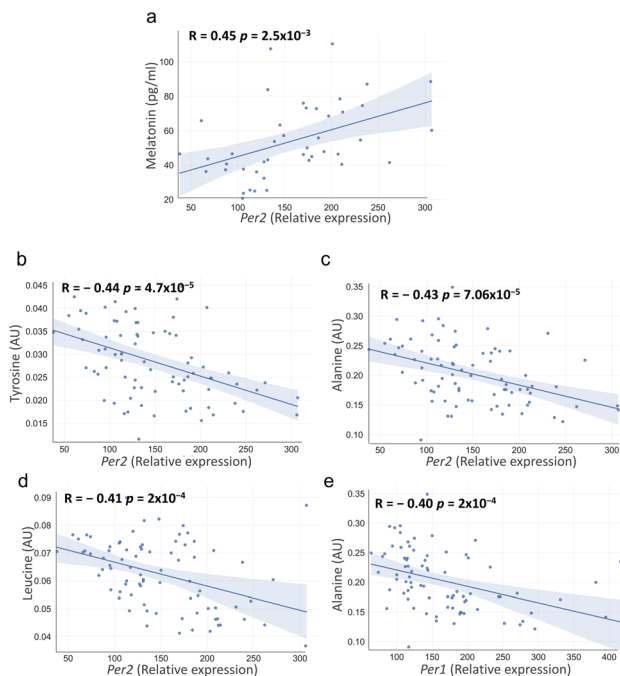 a
R = 0.45 p = 2.5x10⁻³
Melatonin (pg/ml)
100
80
60
40
20
50 100 150 200 250 300
Per2 (Relative expression)
b
R = − 0.44 p = 4.7x10⁻⁵
Tyrosine (AU)
0.045
0.040
0.035
0.030
0.025
0.020
0.015
50 100 150 200 250 300
Per2 (Relative expression)
c
R = − 0.43 p = 7.06x10⁻⁵
Alanine (AU)
0.35
0.30
0.25
0.20
0.15
0.10
50 100 150 200 250 300
Per2 (Relative expression)
d
R = − 0.41 p = 2x10⁻⁴
Leucine (AU)
0.09
0.08
0.07
0.06
0.05
0.04
50 100 150 200 250 300
Per2 (Relative expression)
e
R = − 0.40 p = 2x10⁻⁴
Alanine (AU)
0.35
0.30
0.25
0.20
0.15
0.10
100 150 200 250 300 350 400
Per1 (Relative expression)